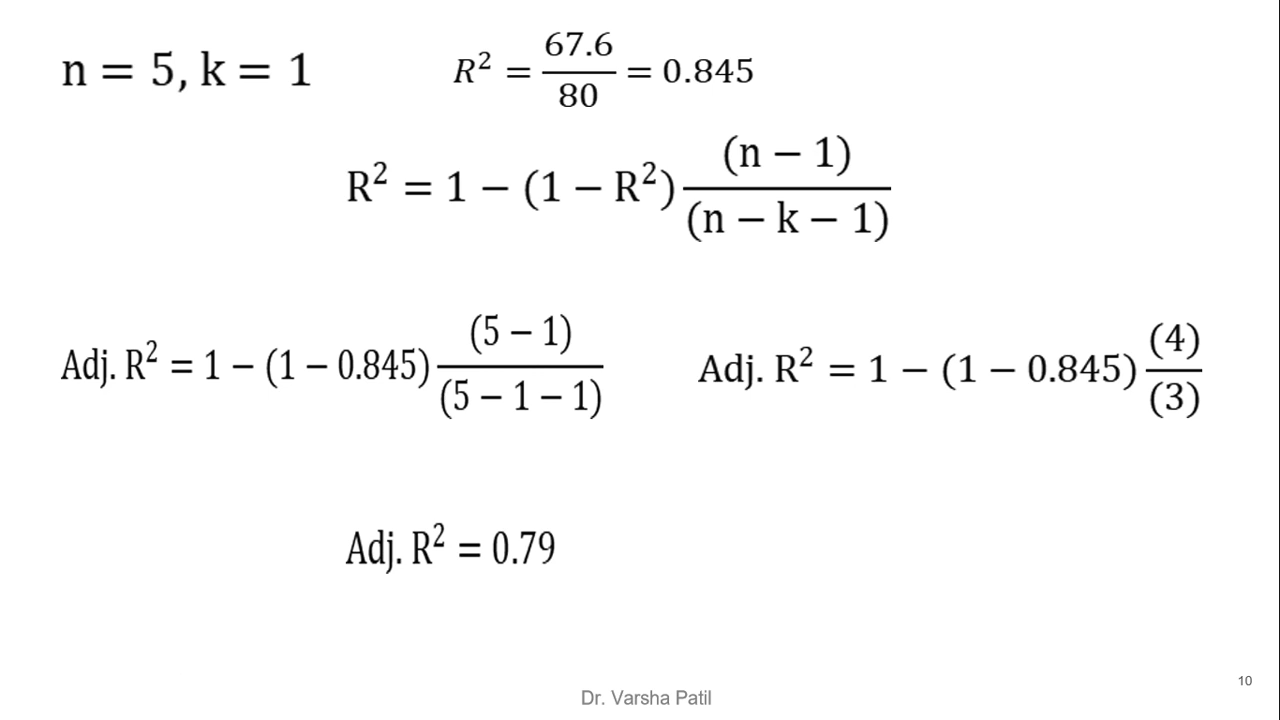 n = 5, k = 1
R² = 67.6/80 = 0.845
R² = 1 − (1 − R²) (n − 1)/(n − k − 1)
Adj. R² = 1 − (1 − 0.845) (5 − 1)/(5 − 1 − 1)
Adj. R² = 1 − (1 − 0.845) (4)/(3)
Adj. R² = 0.79
10
Dr. Varsha Patil